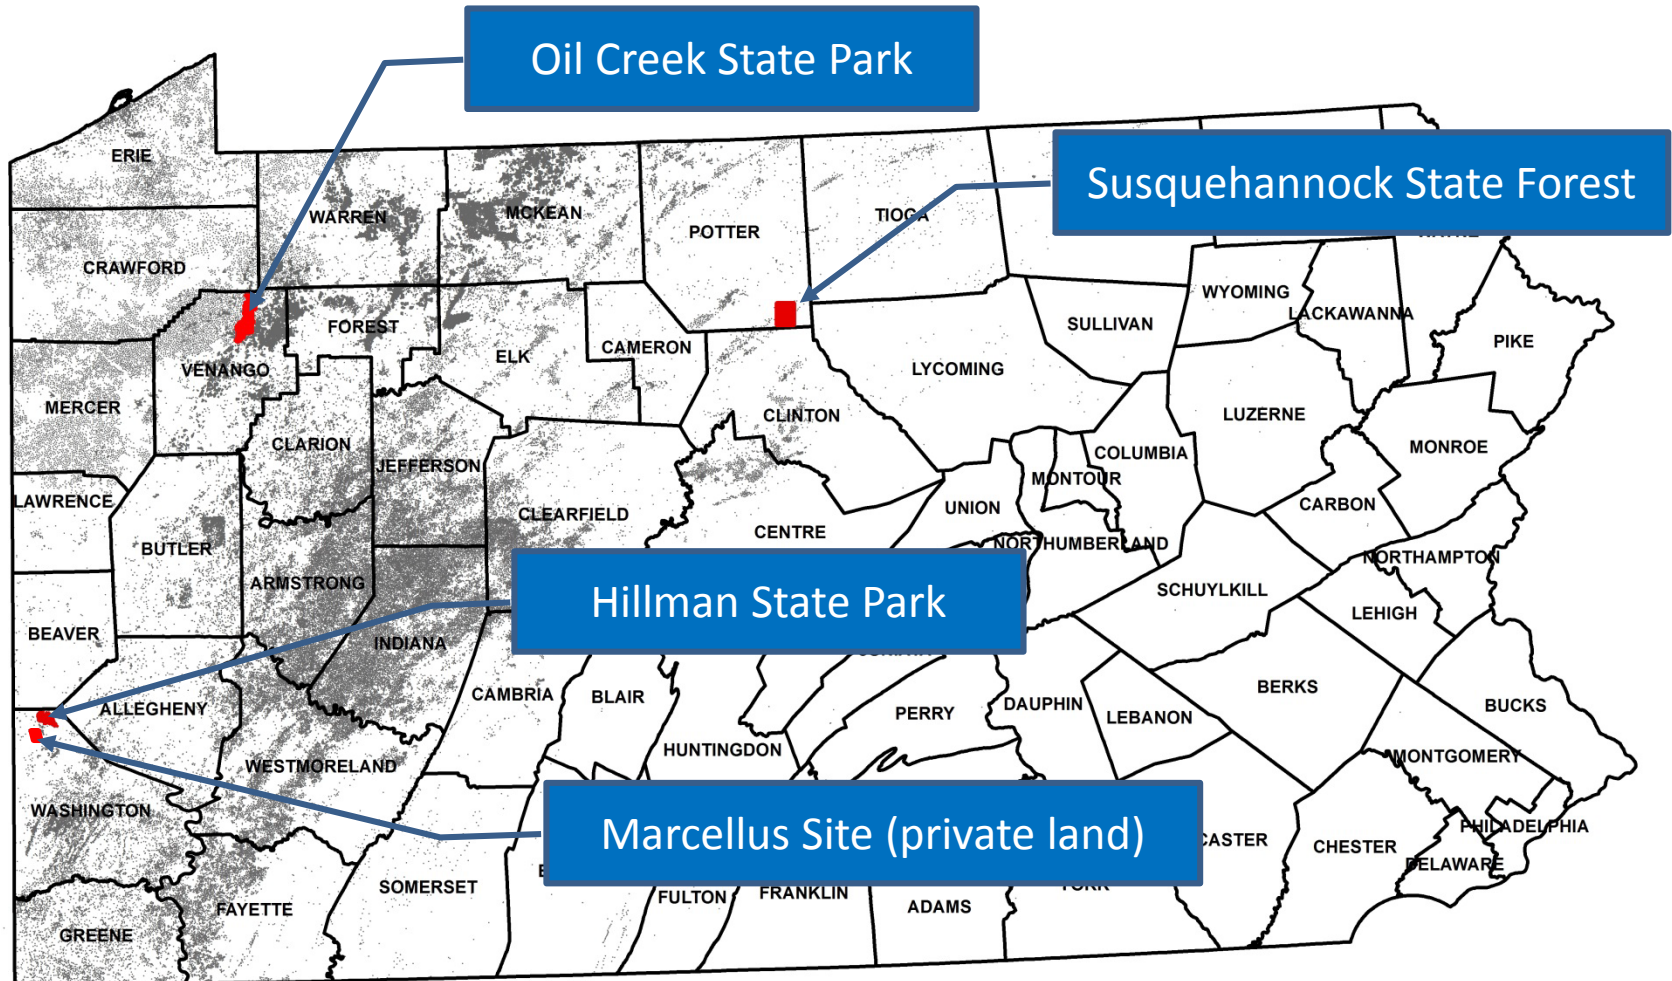 Oil Creek State Park
Susquehannock State Forest
ERIE
WARREN
MCKEAN
POTTER
TIOGA
CRAWFORD
WYOMING
LACKAWANNA
PIKE
FOREST
SULLIVAN
CAMERON
ELK
VENANGO
LYCOMING
MERCER
CLINTON
LUZERNE
CLARION
JEFFERSON
COLUMBIA
MONROE
MONTOUR
LAWRENCE
UNION
CARBON
CLEARFIELD
CENTRE
BUTLER
NORTHUMBERLAND
NORTHAMPTON
ARMSTRONG
SCHUYLKILL
Hillman State Park
LEHIGH
BEAVER
INDIANA
CAMBRIA
BLAIR
BERKS
ALLEGHENY
DAUPHIN
LEBANON
PERRY
BUCKS
HUNTINGDON
WESTMORELAND
MONTGOMERY
WASHINGTON
Marcellus Site (private land)
PHILADELPHIA
CASTER
CHESTER
DELAWARE
SOMERSET
FULTON
FRANKLIN
ADAMS
YORK
FAYETTE
GREENE